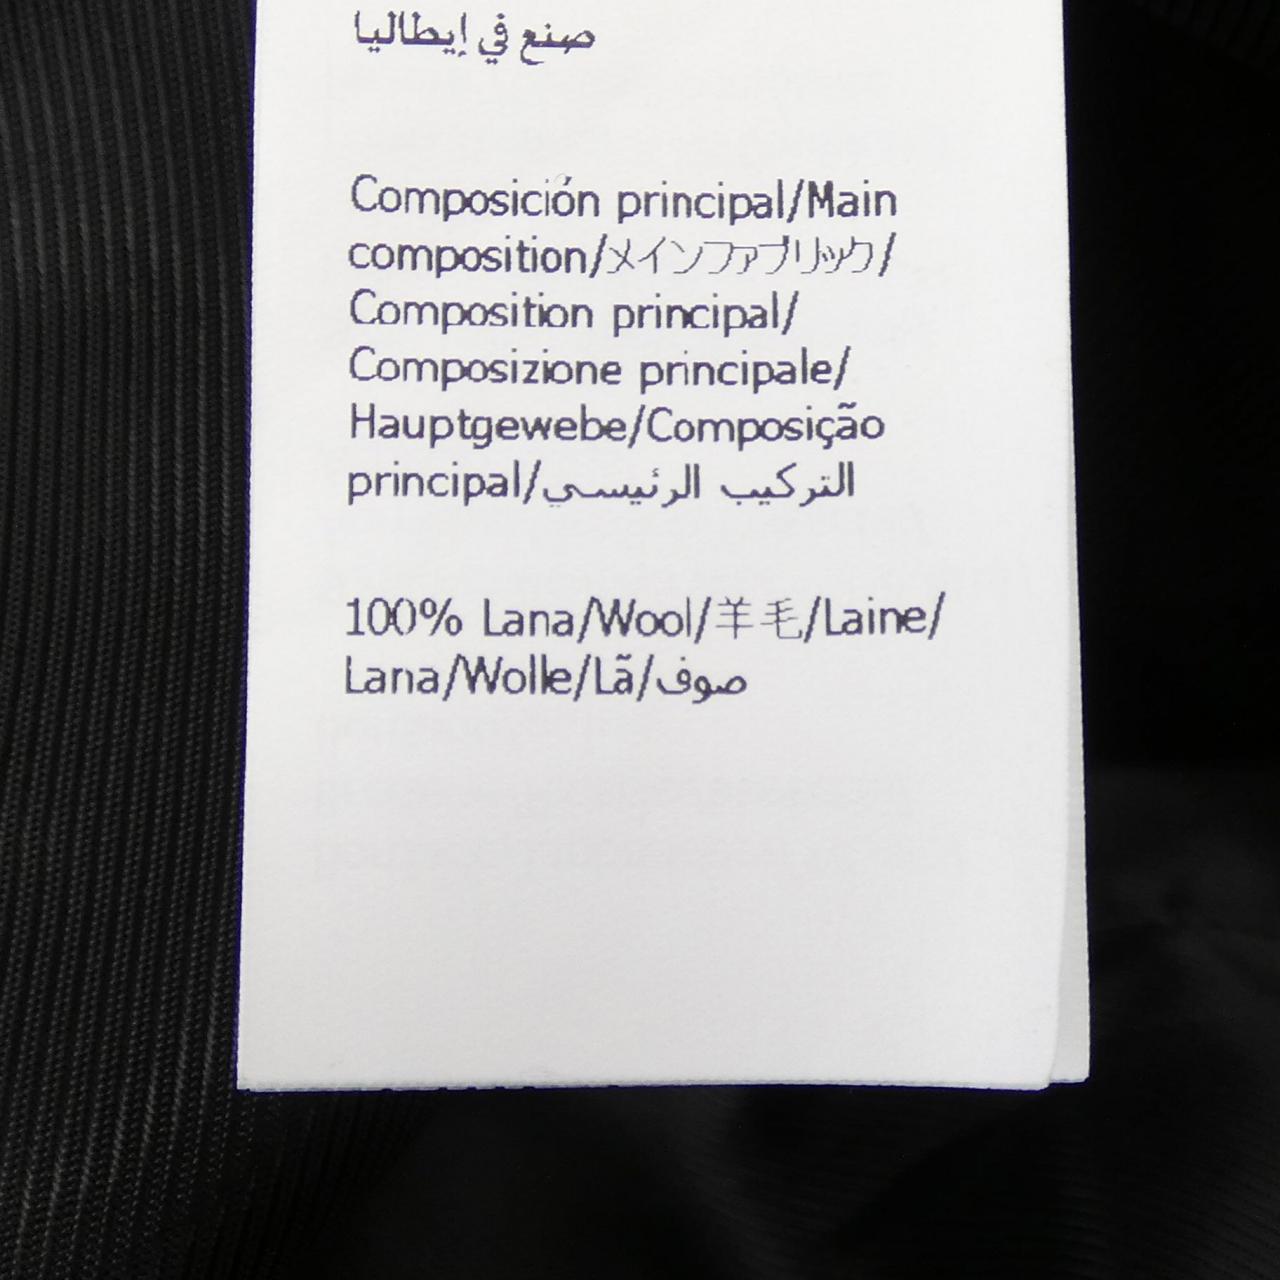 صنع في إيطاليا
Composición principal/Main
composition/メインファブリック/
Composition principal/
Composizione principale/
Hauptgewebe/Composição
principal/التركيب الرئيسي
100% Lana/Wool/羊毛/Laine/
Lana/Wolle/Lã/صوف